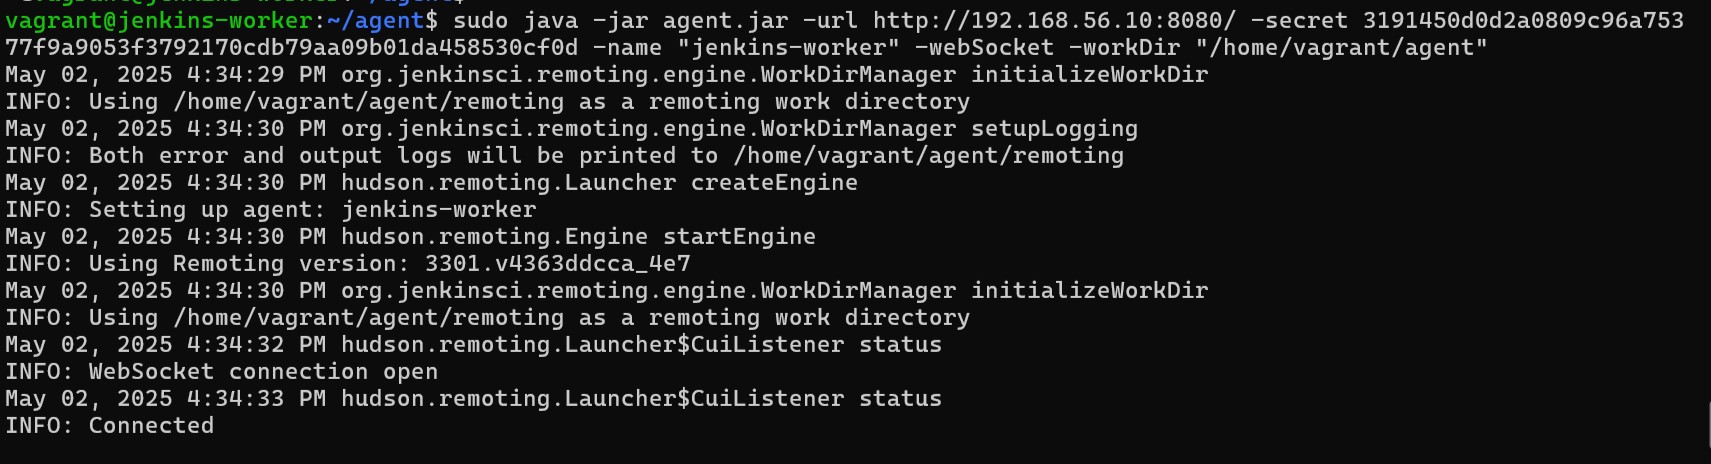 vagrant@jenkins-worker:~/agent$ sudo java -jar agent.jar -url http://192.168.56.10:8080/ -secret 3191450d0d2a0809c96a753
77f9a9053f3792170cdb79aa09b01da458530cf0d -name "jenkins-worker" -webSocket -workDir "/home/vagrant/agent"
May 02, 2025 4:34:29 PM org.jenkinsci.remoting.engine.WorkDirManager initializeWorkDir
INFO: Using /home/vagrant/agent/remoting as a remoting work directory
May 02, 2025 4:34:30 PM org.jenkinsci.remoting.engine.WorkDirManager setupLogging
INFO: Both error and output logs will be printed to /home/vagrant/agent/remoting
May 02, 2025 4:34:30 PM hudson.remoting.Launcher createEngine
INFO: Setting up agent: jenkins-worker
May 02, 2025 4:34:30 PM hudson.remoting.Engine startEngine
INFO: Using Remoting version: 3301.v4363ddcca_4e7
May 02, 2025 4:34:30 PM org.jenkinsci.remoting.engine.WorkDirManager initializeWorkDir
INFO: Using /home/vagrant/agent/remoting as a remoting work directory
May 02, 2025 4:34:32 PM hudson.remoting.Launcher$CuiListener status
INFO: WebSocket connection open
May 02, 2025 4:34:33 PM hudson.remoting.Launcher$CuiListener status
INFO: Connected